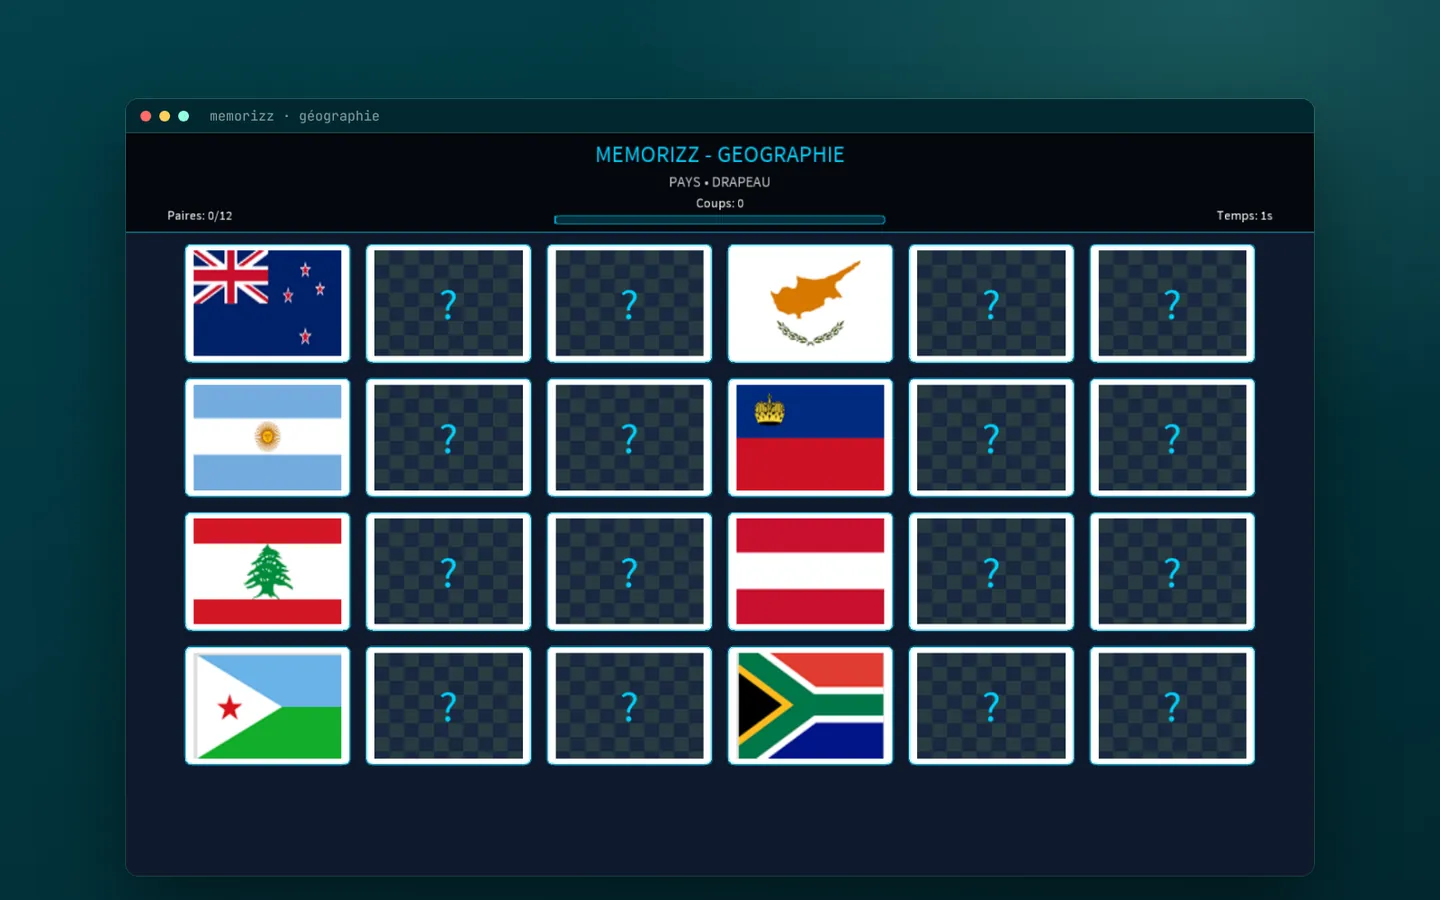 memorizz · géographie
MEMORIZZ - GEOGRAPHIE
PAYS • DRAPEAU
Coups: 0
Paires: 0/12
Temps: 1s
? ? ? ?
? ? ? ?
? ? ? ?
? ? ? ?